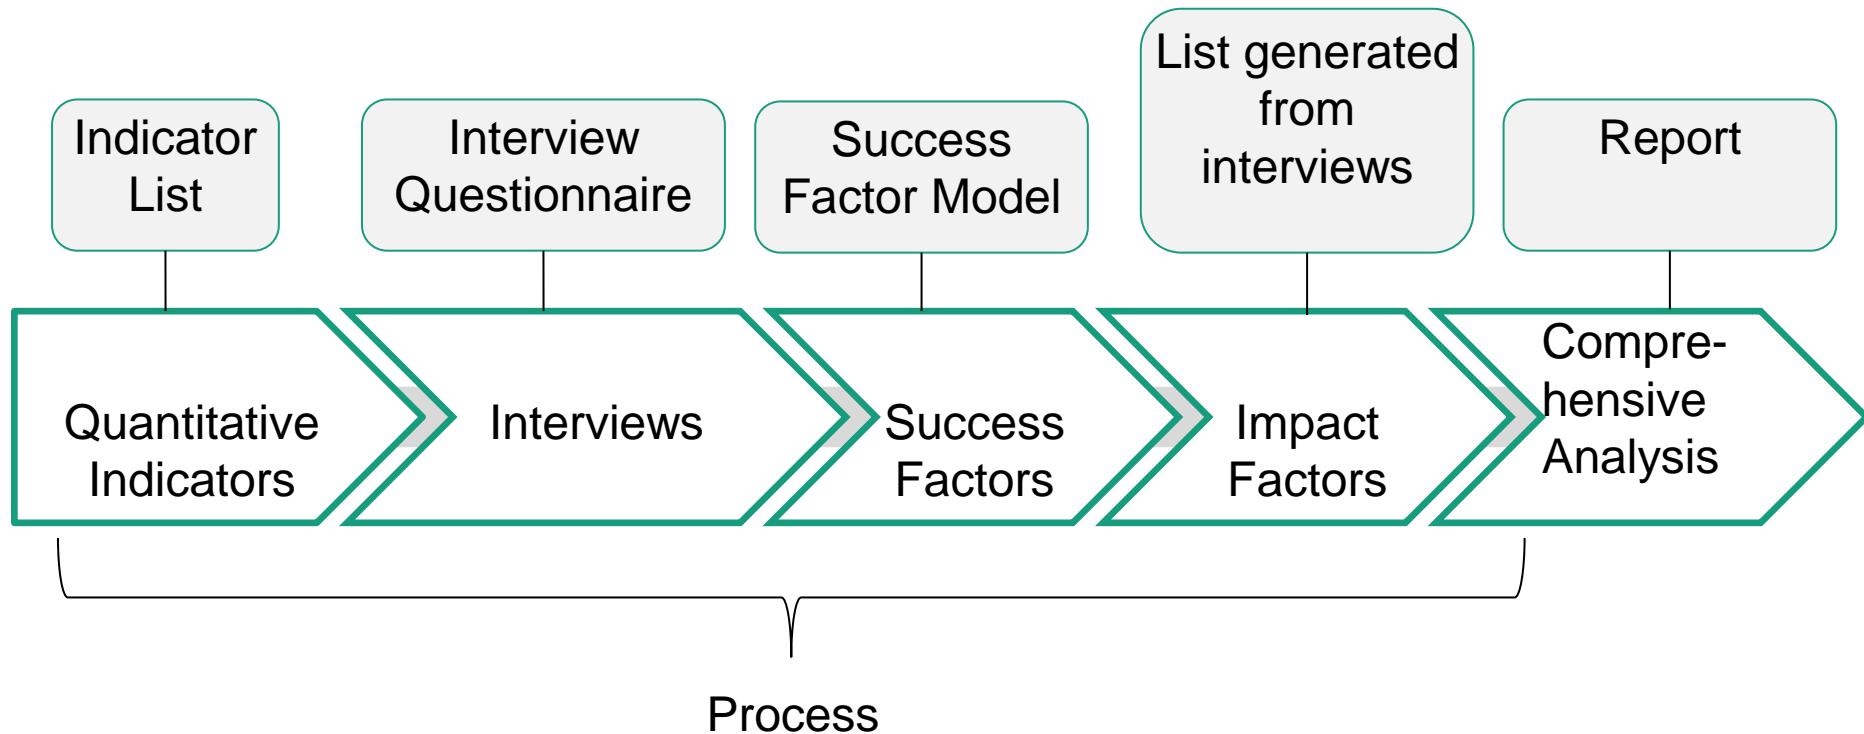 Indicator
List
Interview
Questionnaire
Success
Factor Model
List generated
from
interviews
Report
Quantitative
Indicators
Interviews
Success
Factors
Impact
Factors
Compre-
hensive
Analysis
Process